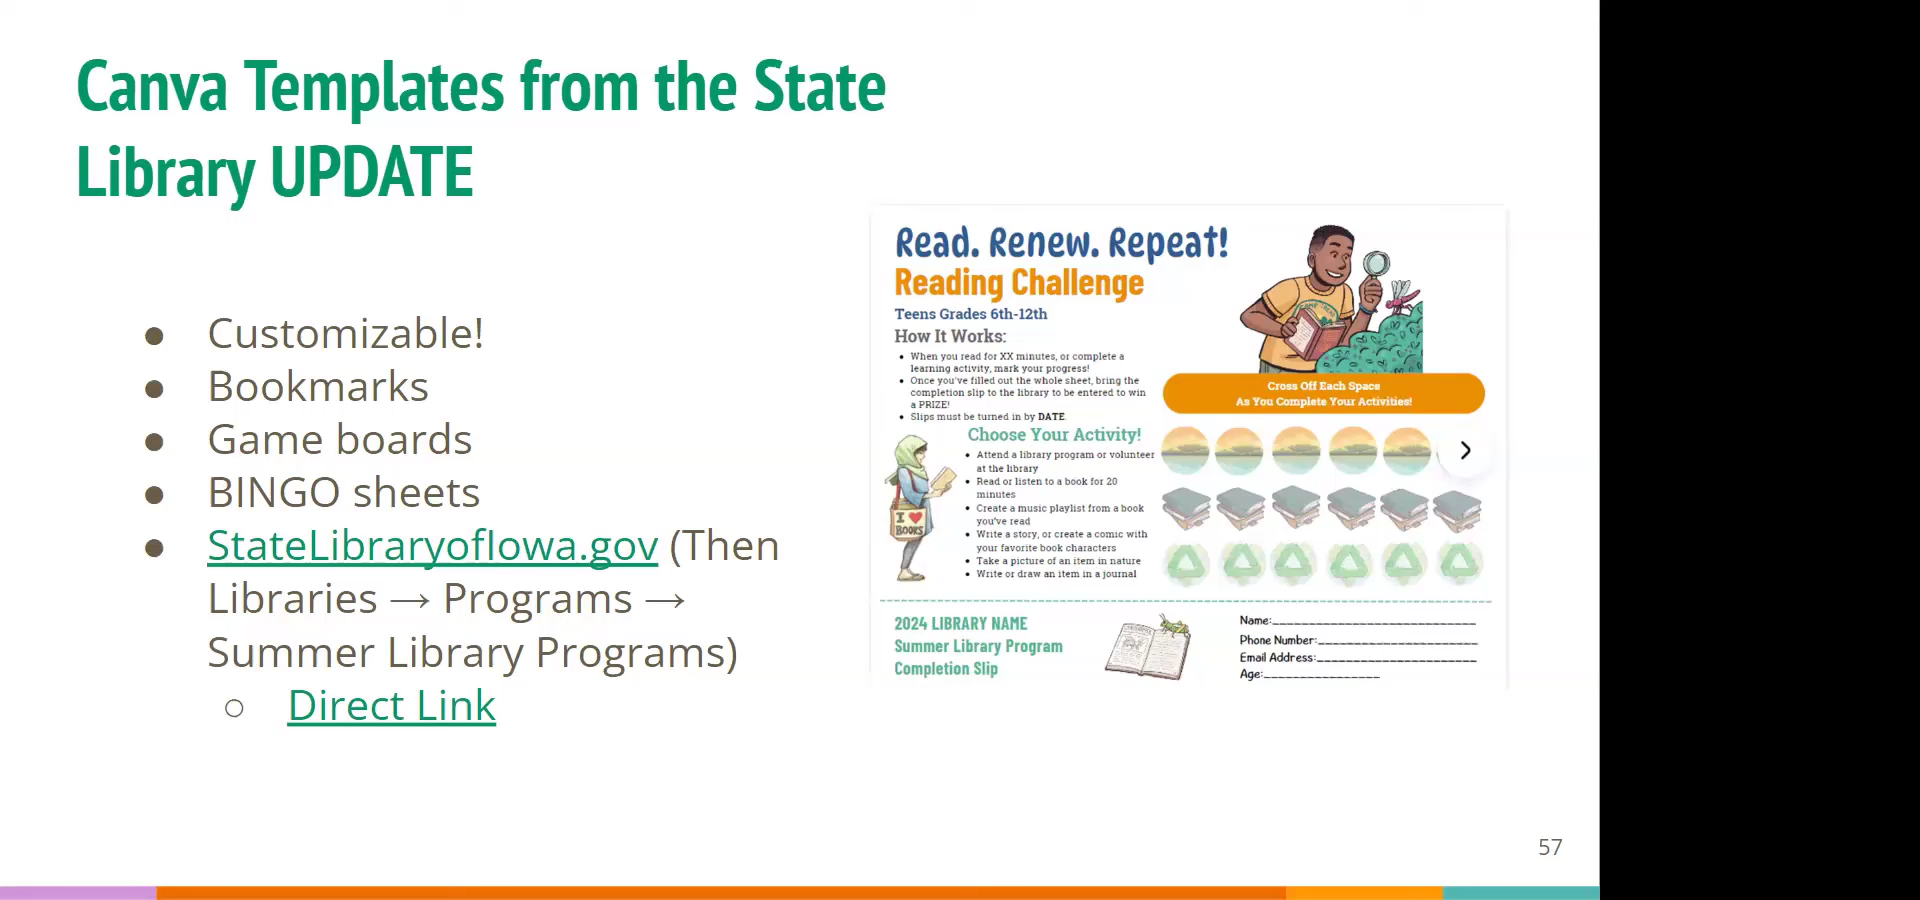 Canva Templates from the State
Library UPDATE
● Customizable!
● Bookmarks
● Game boards
● BINGO sheets
● StateLibraryofIowa.gov (Then
Libraries → Programs →
Summer Library Programs)
○ Direct Link
Read. Renew. Repeat!
Reading Challenge
Teens Grades 6th-12th
How It Works:
• When you read for XX minutes, or complete a
learning activity, mark your progress!
• Once you've filled out the whole sheet, bring the
completion slip to the library to be entered to win
a PRIZE!
• Slips must be turned in by DATE.
Choose Your Activity!
• Attend a library program or volunteer
at the library
• Read or listen to a book for 20
minutes
• Create a music playlist from a book
you've read
• Write a story, or create a comic with
your favorite book characters
• Take a picture of an item in nature
• Write or draw an item in a journal
I ♥
BOOKS
Cross Off Each Space
As You Complete Your Activities!
2024 LIBRARY NAME
Summer Library Program
Completion Slip
Name:____________________
Phone Number:____________________
Email Address:____________________
Age:____________________
57